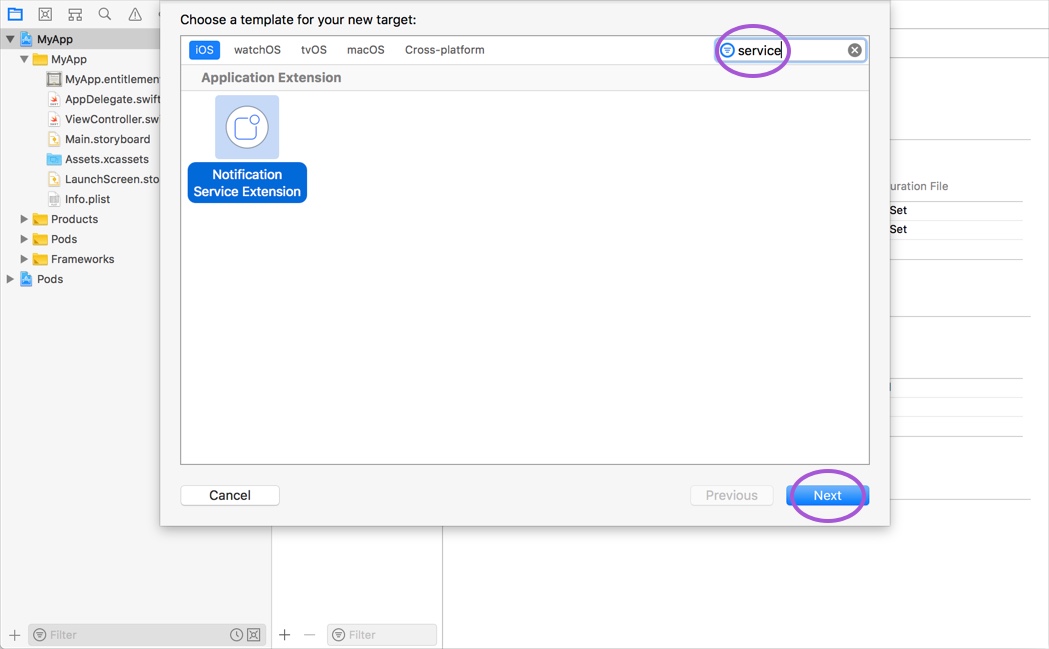 Choose a template for your new target:
iOS watchOS tvOS macOS Cross-platform
service
Application Extension
Notification
Service Extension
Cancel
Previous
Next
MyApp
MyApp
MyApp.entitlemen
AppDelegate.swift
ViewController.sw
Main.storyboard
Assets.xcassets
LaunchScreen.sto
Info.plist
Products
Pods
Frameworks
Pods
uration File
Set
Set
Filter
Filter